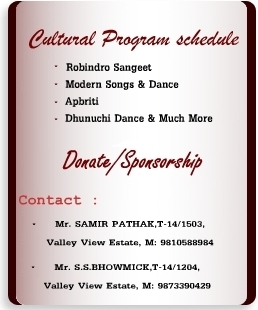 Cultural Program schedule
- Robindro Sangeet
- Modern Songs & Dance
- Apbriti
- Dhunuchi Dance & Much More
Donate/Sponsorship
Contact :
- Mr. SAMIR PATHAK,T-14/1503,
Valley View Estate, M: 9810588984
- Mr. S.S.BHOWMICK,T-14/1204,
Valley View Estate, M: 9873390429